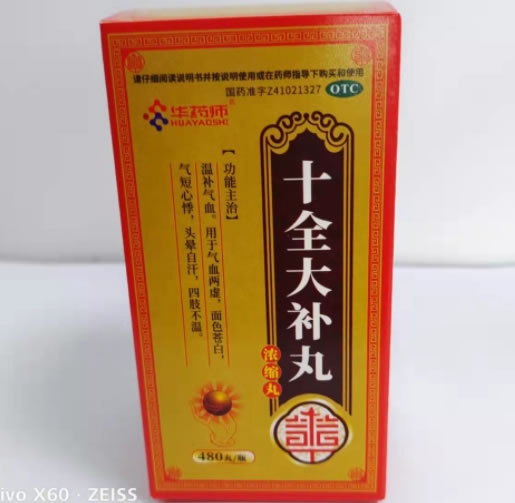 请仔细阅读说明书并按说明使用或在药师指导下购买和使用
国药准字Z41021327 OTC
华药师
HUAYAOSHI
十全大补丸
浓缩丸
【功能主治】
温补气血。用于气血两虚，面色苍白，
气短心悸，头晕自汗，四肢不温。
480丸/瓶
ivo X60 · ZEISS